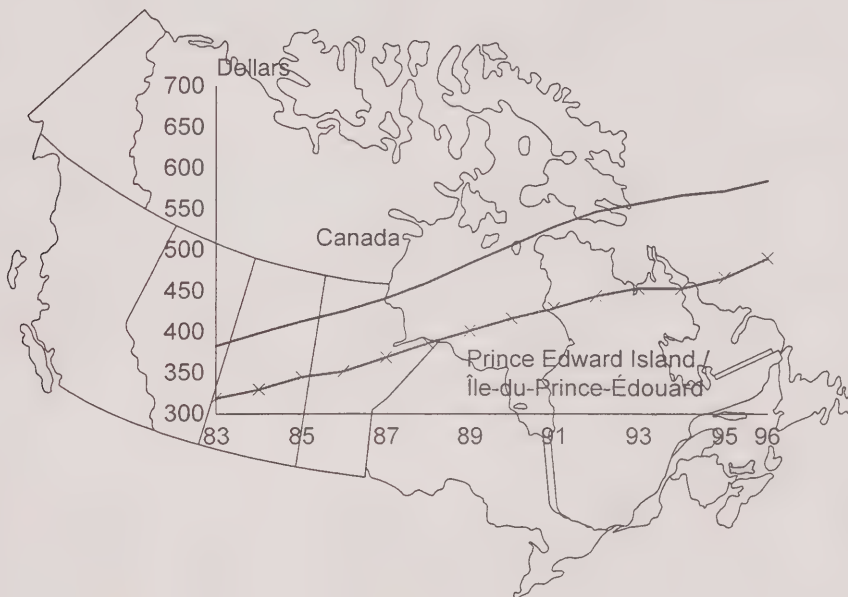 Dollars
700
650
600
550
500
450
400
350
300
Canada
Prince Edward Island /
Île-du-Prince-Édouard
83 85 87 89 91 93 95 96